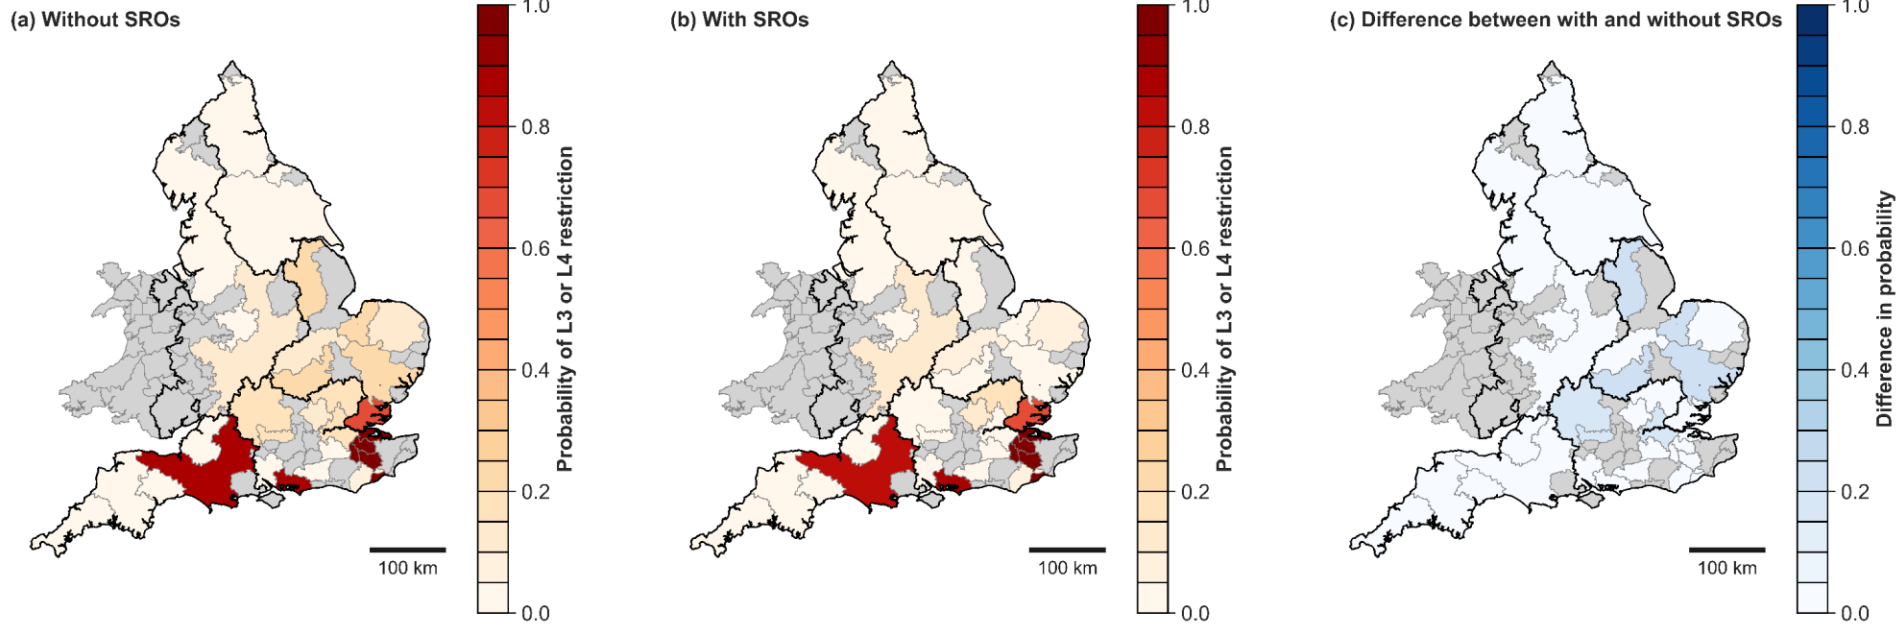 (a) Without SROs
1.0
0.8
0.6
0.4
0.2
0.0
Probability of L3 or L4 restriction
100 km
(b) With SROs
1.0
0.8
0.6
0.4
0.2
0.0
Probability of L3 or L4 restriction
100 km
(c) Difference between with and without SROs
1.0
0.8
0.6
0.4
0.2
0.0
Difference in probability
100 km